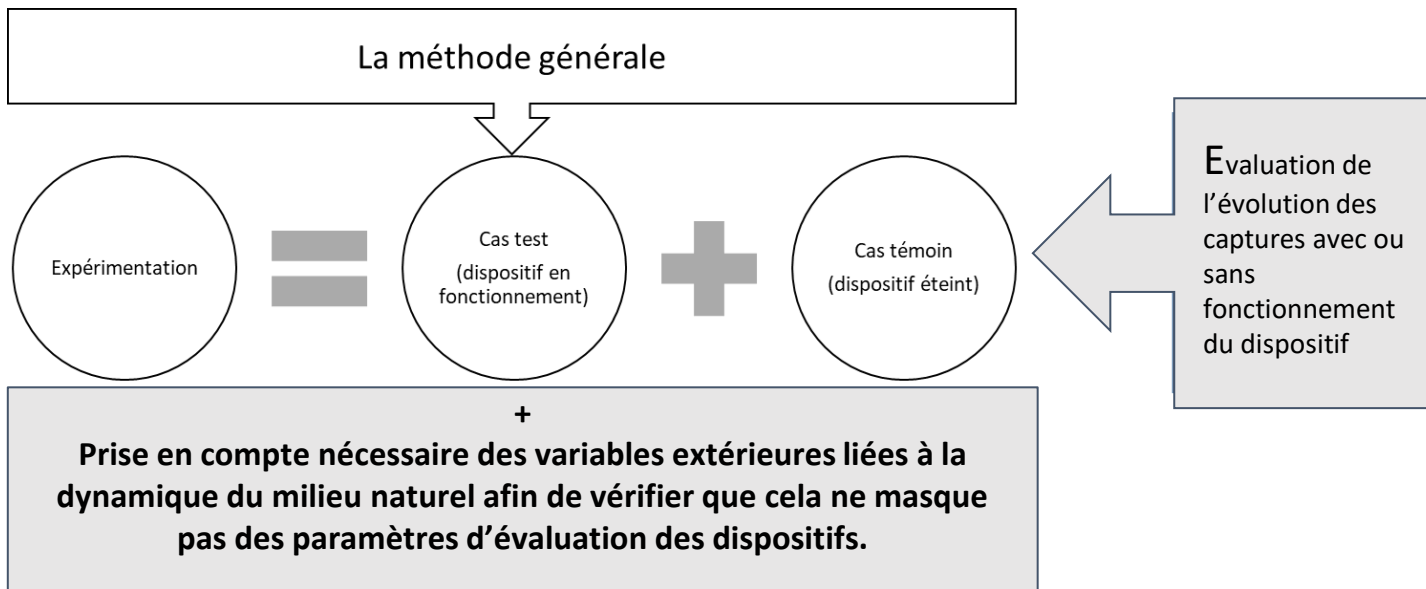 La méthode générale
Expérimentation
Cas test
(dispositif en
fonctionnement)
Cas témoin
(dispositif éteint)
Evaluation de
l’évolution des
captures avec ou
sans
fonctionnement
du dispositif
+
Prise en compte nécessaire des variables extérieures liées à la
dynamique du milieu naturel afin de vérifier que cela ne masque
pas des paramètres d’évaluation des dispositifs.